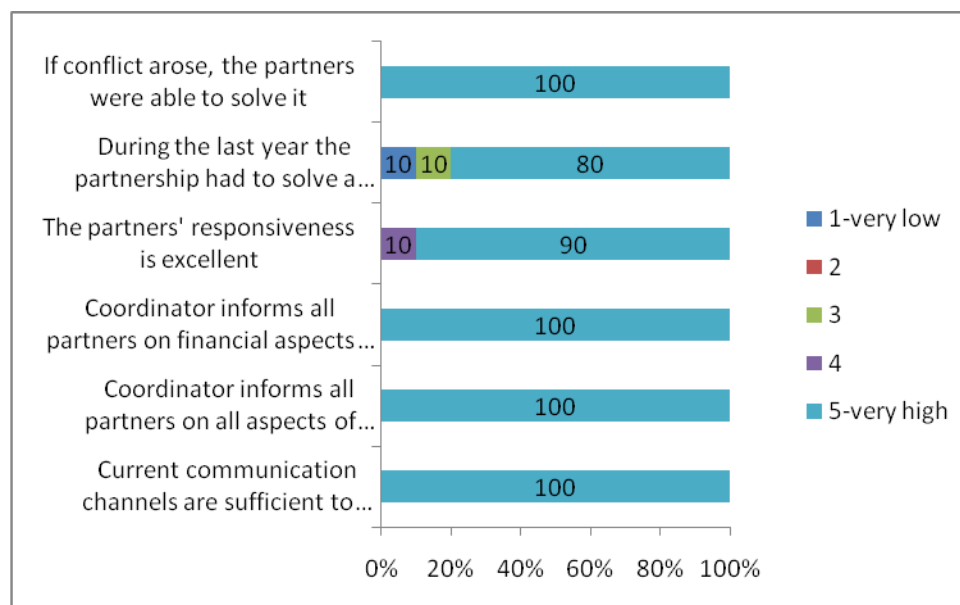 If conflict arose, the partners
were able to solve it
100
During the last year the
partnership had to solve a...
10 10 80
The partners' responsiveness
is excellent
10 90
Coordinator informs all
partners on financial aspects...
100
Coordinator informs all
partners on all aspects of...
100
Current communication
channels are sufficient to...
100
0% 20% 40% 60% 80% 100%
1-very low
2
3
4
5-very high